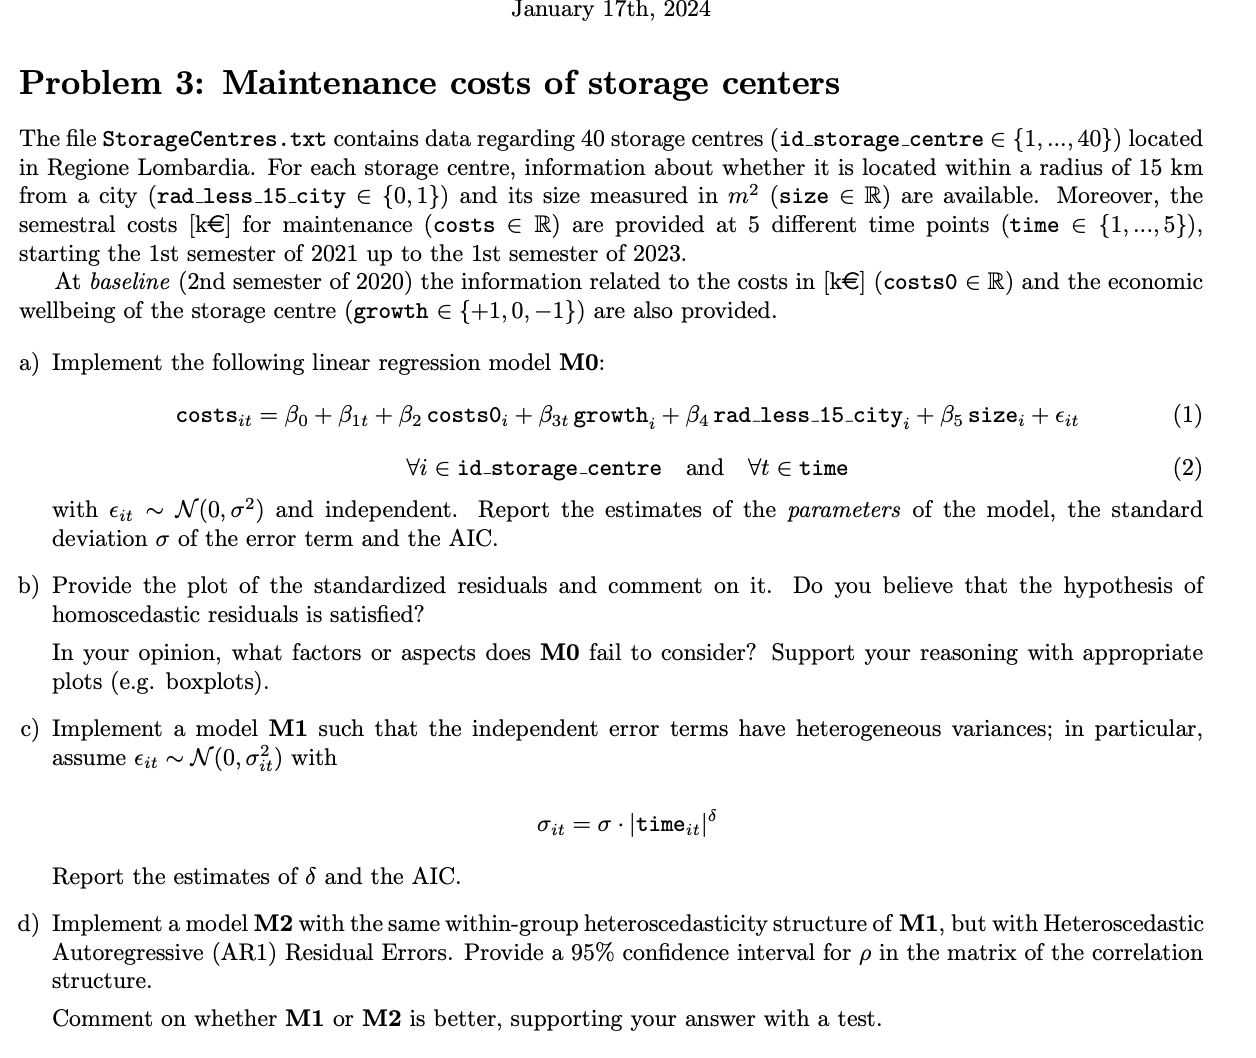 January 17th, 2024
Problem 3: Maintenance costs of storage centers
The file StorageCentres.txt contains data regarding 40 storage centres (id_storage_centre ∈ {1, ..., 40}) located
in Regione Lombardia. For each storage centre, information about whether it is located within a radius of 15 km
from a city (rad_less_15_city ∈ {0, 1}) and its size measured in m² (size ∈ ℝ) are available. Moreover, the
semestral costs [k€] for maintenance (costs ∈ ℝ) are provided at 5 different time points (time ∈ {1, ..., 5}),
starting the 1st semester of 2021 up to the 1st semester of 2023.
At baseline (2nd semester of 2020) the information related to the costs in [k€] (costs0 ∈ ℝ) and the economic
wellbeing of the storage centre (growth ∈ {+1, 0, −1}) are also provided.
a) Implement the following linear regression model M0:
costs_it = β_0 + β_1t + β_2 costs0_i + β_3t growth_i + β_4 rad_less_15_city_i + β_5 size_i + ϵ_it (1)
∀i ∈ id_storage_centre and ∀t ∈ time (2)
with ϵ_it ∼ N(0, σ²) and independent. Report the estimates of the parameters of the model, the standard
deviation σ of the error term and the AIC.
b) Provide the plot of the standardized residuals and comment on it. Do you believe that the hypothesis of
homoscedastic residuals is satisfied?
In your opinion, what factors or aspects does M0 fail to consider? Support your reasoning with appropriate
plots (e.g. boxplots).
c) Implement a model M1 such that the independent error terms have heterogeneous variances; in particular,
assume ϵ_it ∼ N(0, σ²_it) with
σ_it = σ · |time_it|^δ
Report the estimates of δ and the AIC.
d) Implement a model M2 with the same within-group heteroscedasticity structure of M1, but with Heteroscedastic
Autoregressive (AR1) Residual Errors. Provide a 95% confidence interval for ρ in the matrix of the correlation
structure.
Comment on whether M1 or M2 is better, supporting your answer with a test.